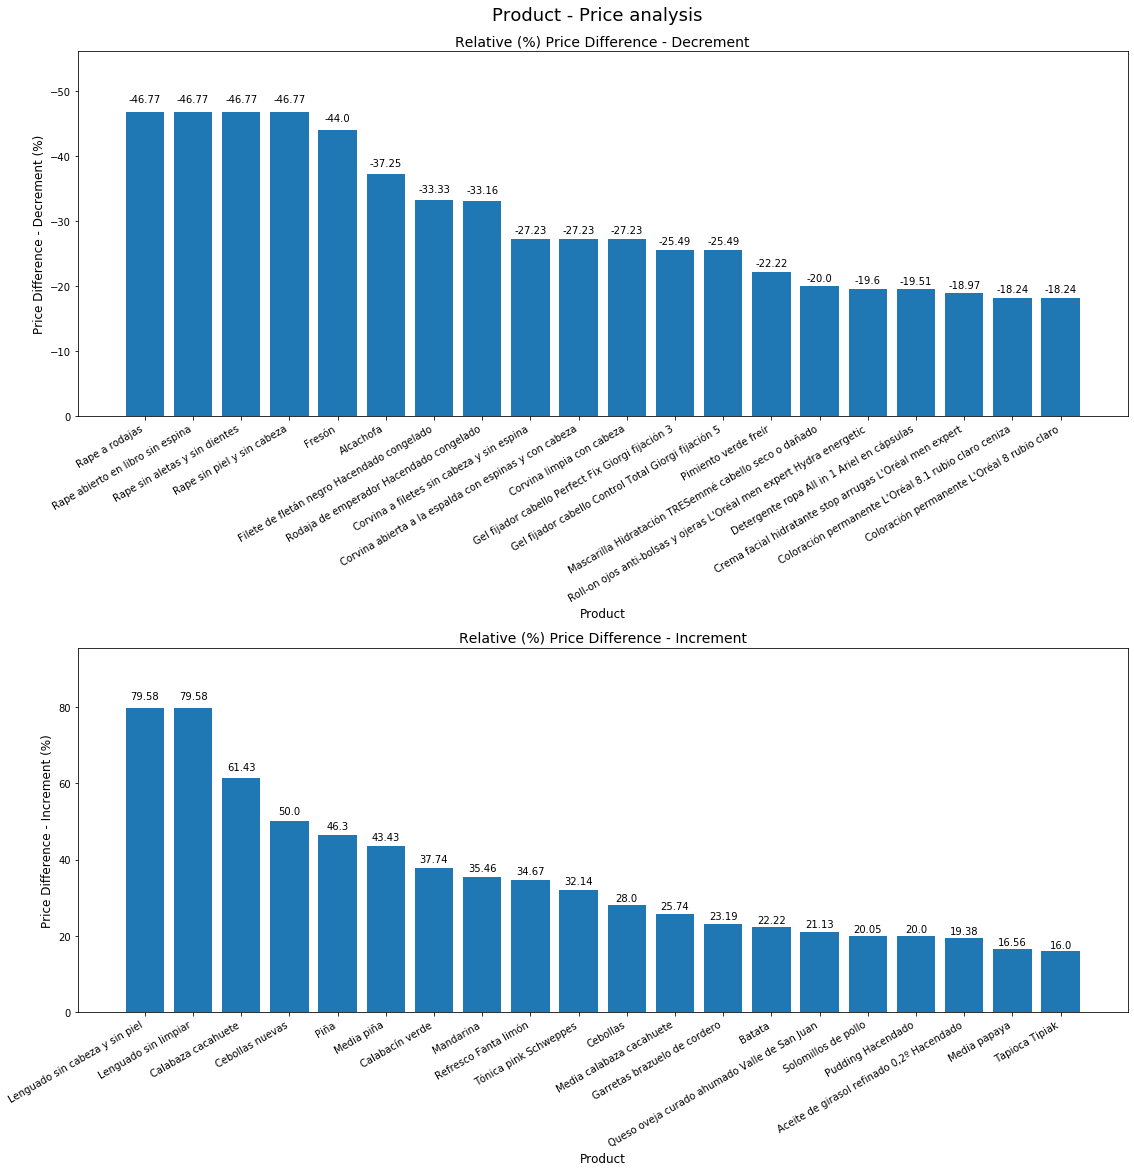 Product - Price analysis
Relative (%) Price Difference - Decrement
Price Difference - Decrement (%)
−50
−40
−30
−20
−10
0
-46.77
-46.77
-46.77
-46.77
-44.0
-37.25
-33.33
-33.16
-27.23
-27.23
-27.23
-25.49
-25.49
-22.22
-20.0
-19.6
-19.51
-18.97
-18.24
-18.24
Rape a rodajas
Rape abierto en libro sin espina
Rape sin aletas y sin dientes
Rape sin piel y sin cabeza
Fresón
Alcachofa
Filete de fletán negro Hacendado congelado
Rodaja de emperador Hacendado congelado
Corvina a filetes sin cabeza y sin espina
Corvina abierta a la espalda con espinas y con cabeza
Corvina limpia con cabeza
Gel fijador cabello Perfect Fix Giorgi fijación 3
Gel fijador cabello Control Total Giorgi fijación 5
Pimiento verde freír
Mascarilla Hidratación TRESemmé cabello seco o dañado
Roll-on ojos anti-bolsas y ojeras L'Oréal men expert Hydra energetic
Detergente ropa All in 1 Ariel en cápsulas
Crema facial hidratante stop arrugas L'Oréal men expert
Coloración permanente L'Oréal 8.1 rubio claro ceniza
Coloración permanente L'Oréal 8 rubio claro
Product
Relative (%) Price Difference - Increment
Price Difference - Increment (%)
80
60
40
20
0
79.58
79.58
61.43
50.0
46.3
43.43
37.74
35.46
34.67
32.14
28.0
25.74
23.19
22.22
21.13
20.05
20.0
19.38
16.56
16.0
Lenguado sin cabeza y sin piel
Lenguado sin limpiar
Calabaza cacahuete
Cebollas nuevas
Piña
Media piña
Calabacín verde
Mandarina
Refresco Fanta limón
Tónica pink Schweppes
Cebollas
Media calabaza cacahuete
Garretas brazuelo de cordero
Batata
Queso oveja curado ahumado Valle de San Juan
Solomillos de pollo
Pudding Hacendado
Aceite de girasol refinado 0,2º Hacendado
Media papaya
Tapioca Tipiak
Product